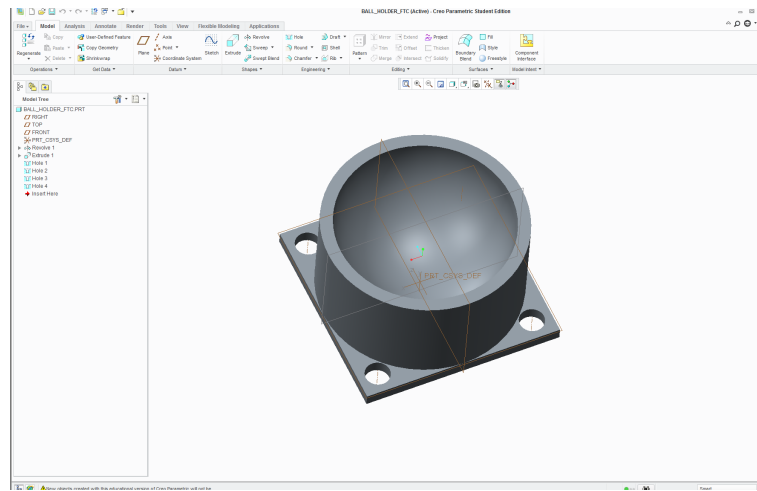 BALL_HOLDER_FTC (Active) - Creo Parametric Student Edition
File Model Analysis Annotate Render Tools View Flexible Modeling Applications
Copy User-Defined Feature Axis Revolve Hole Draft Mirror Extend Project Fill
Paste Copy Geometry Point Sweep Round Shell Trim Offset Thicken Style
Regenerate Delete Shrinkwrap Plane Coordinate System Sketch Extrude Swept Blend Chamfer Rib Pattern Merge Intersect Solidify Boundary Blend Freestyle Component Interface
Operations Get Data Datum Shapes Engineering Editing Surfaces Model Intent
Model Tree
BALL_HOLDER_FTC.PRT
RIGHT
TOP
FRONT
PRT_CSYS_DEF
Revolve 1
Extrude 1
Hole 1
Hole 2
Hole 3
Hole 4
Insert Here
PRT_CSYS_DEF
New objects created with this educational version of Creo Parametric will not be
Smart